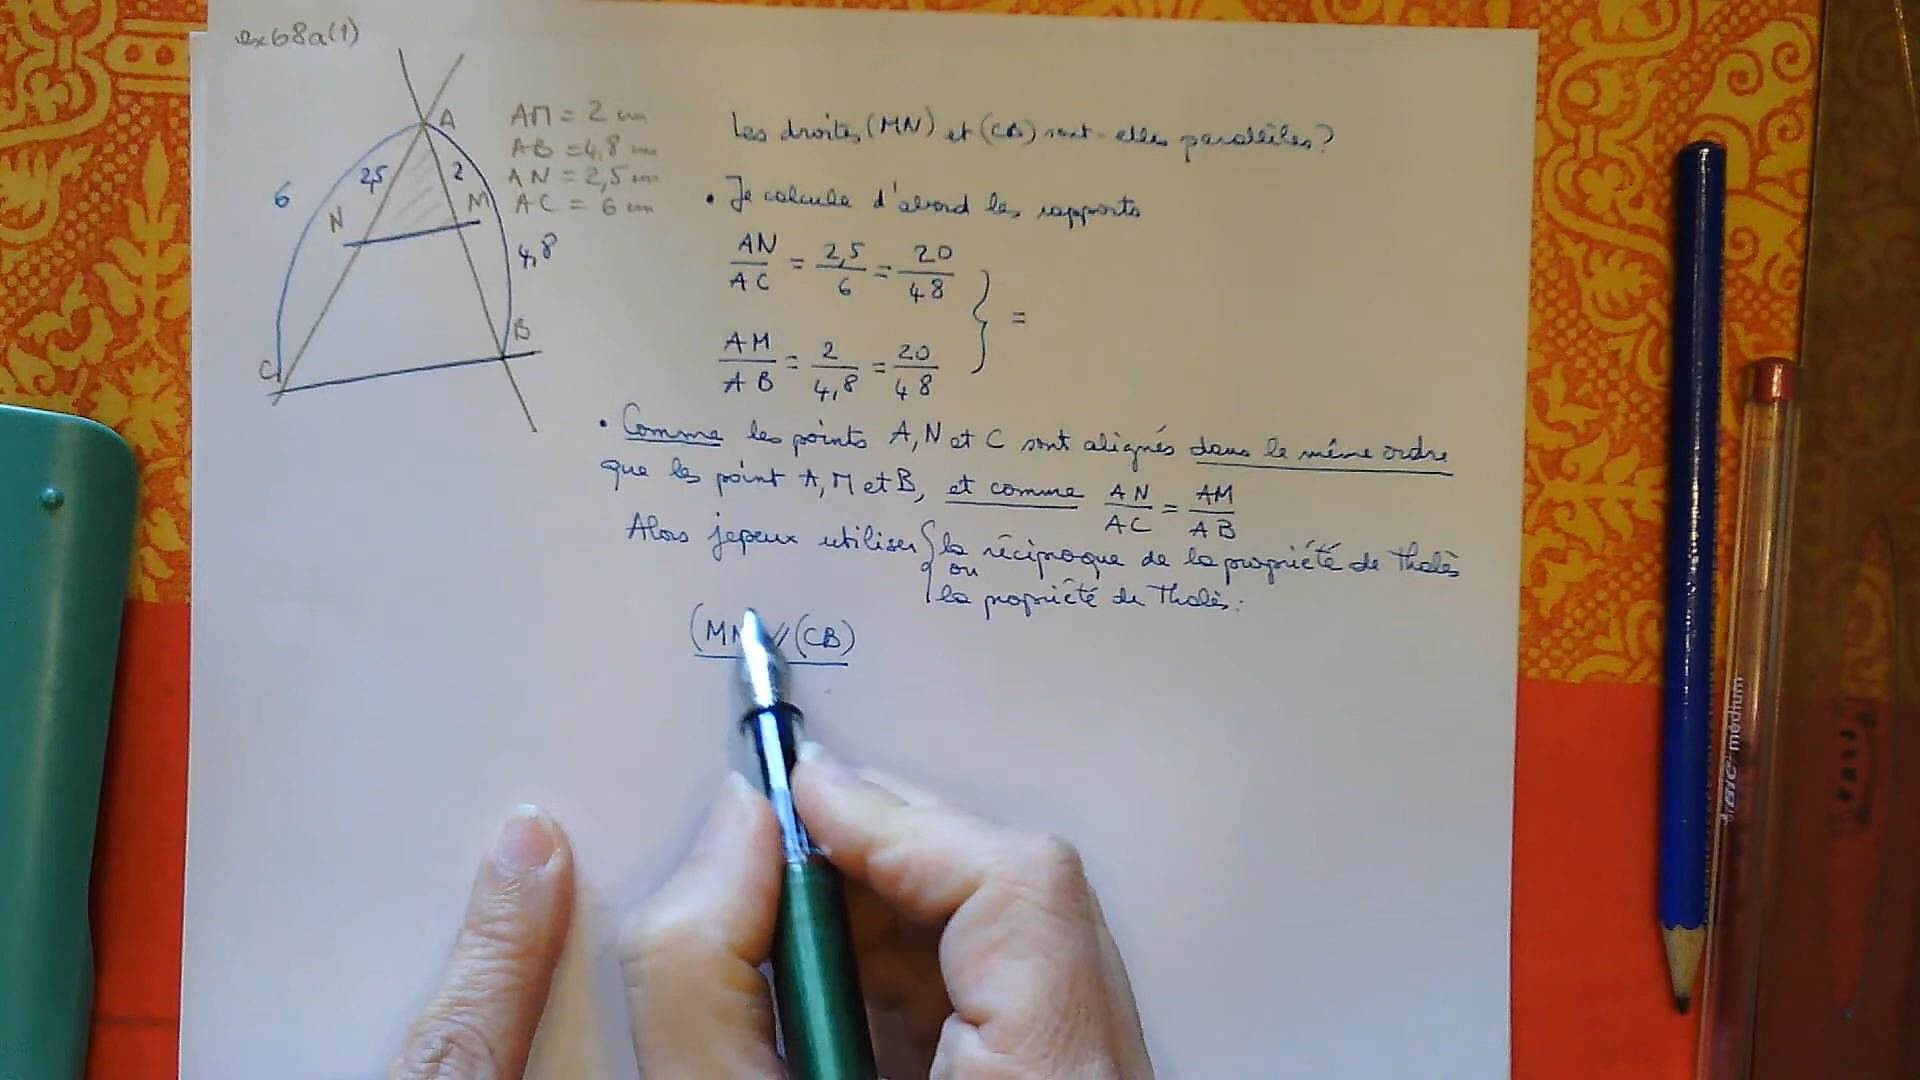 ex68a(1)
A
AM = 2 cm
AB = 4,8 cm
AN = 2,5 cm
AC = 6 cm
6
2,5
2
N
M
4,8
B
C
Les droites (MN) et (CB) sont-elles parallèles?
• Je calcule d'abord les rapports
AN/AC = 2,5/6 = 20/48
} =
AM/AB = 2/4,8 = 20/48
• Comme les points A, N et C sont alignés dans le même ordre
que les point A, M et B, et comme AN/AC = AM/AB
Alors je peux utiliser { la réciproque de la propriété de Thalès
ou
la propriété de Thalès:
(MN) // (CB)
BIC medium